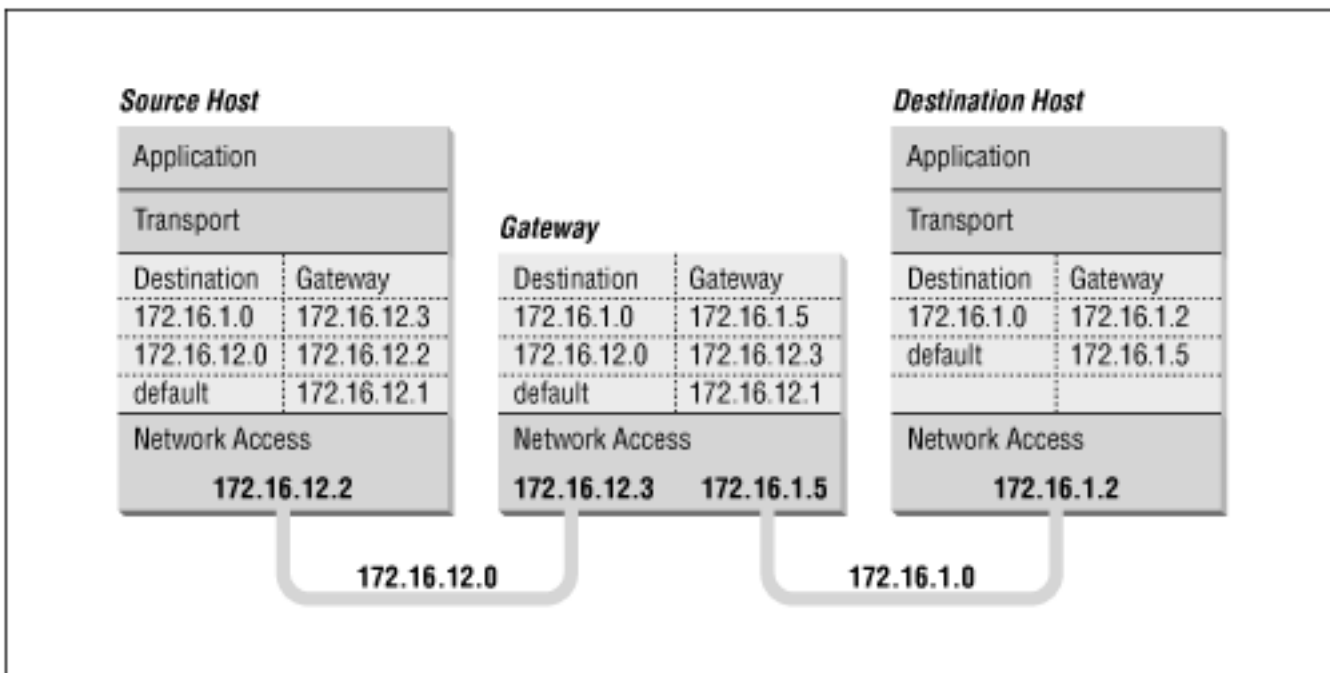 Source Host
Application
Transport
Destination Gateway
172.16.1.0 172.16.12.3
172.16.12.0 172.16.12.2
default 172.16.12.1
Network Access
172.16.12.2
Gateway
Destination Gateway
172.16.1.0 172.16.1.5
172.16.12.0 172.16.12.3
default 172.16.12.1
Network Access
172.16.12.3 172.16.1.5
Destination Host
Application
Transport
Destination Gateway
172.16.1.0 172.16.1.2
default 172.16.1.5
Network Access
172.16.1.2
172.16.12.0
172.16.1.0